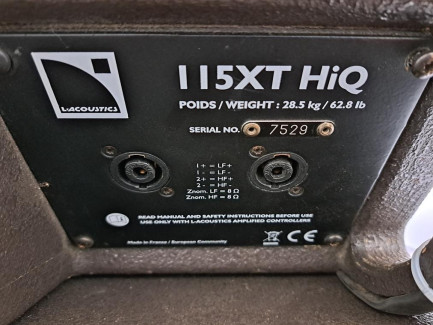 115XT HiQ
L-ACOUSTICS
POIDS / WEIGHT : 28.5 kg / 62.8 lb
SERIAL NO. 7529
1 + = LF+
1 - = LF -
2+ = HF+
2 - = HF -
Znom. LF = 8 Ω
Znom. HF = 8 Ω
READ MANUAL AND SAFETY INSTRUCTIONS BEFORE USE
USE ONLY WITH L-ACOUSTICS AMPLIFIED CONTROLLERS
Made in France / European Community
CE